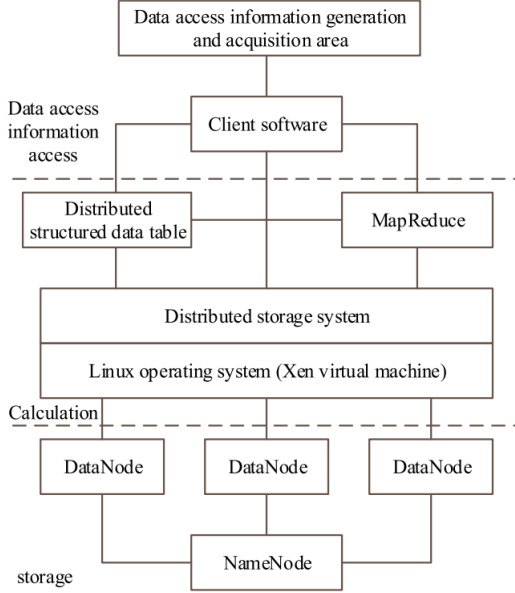 Data access information generation
and acquisition area
Data access
information
access
Client software
Distributed
structured data table
MapReduce
Distributed storage system
Linux operating system (Xen virtual machine)
Calculation
DataNode
DataNode
DataNode
NameNode
storage